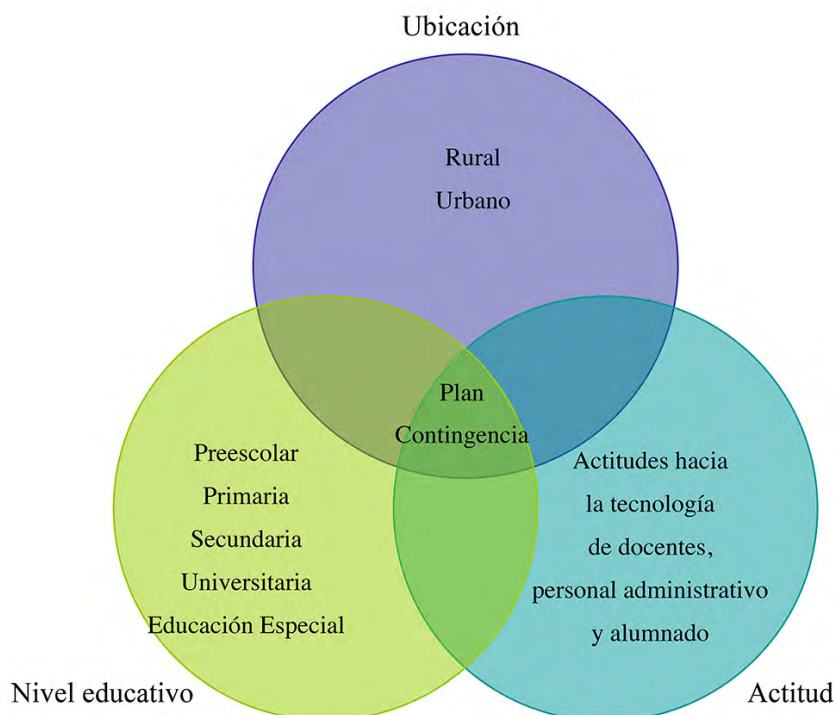 Ubicación
Rural
Urbano
Plan
Contingencia
Preescolar
Primaria
Secundaria
Universitaria
Educación Especial
Actitudes hacia
la tecnología
de docentes,
personal administrativo
y alumnado
Nivel educativo
Actitud